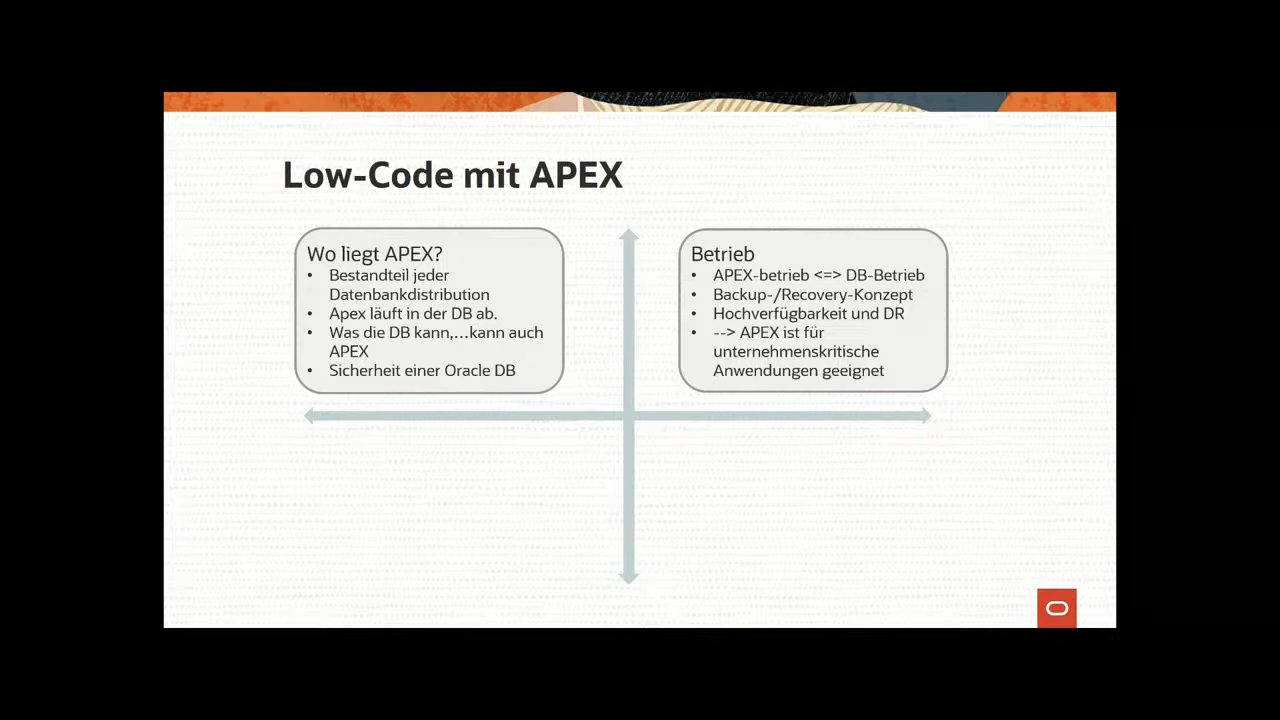 Low-Code mit APEX
Wo liegt APEX?
• Bestandteil jeder
Datenbankdistribution
• Apex läuft in der DB ab.
• Was die DB kann,...kann auch
APEX
• Sicherheit einer Oracle DB
Betrieb
• APEX-betrieb <=> DB-Betrieb
• Backup-/Recovery-Konzept
• Hochverfügbarkeit und DR
• --> APEX ist für
unternehmenskritische
Anwendungen geeignet